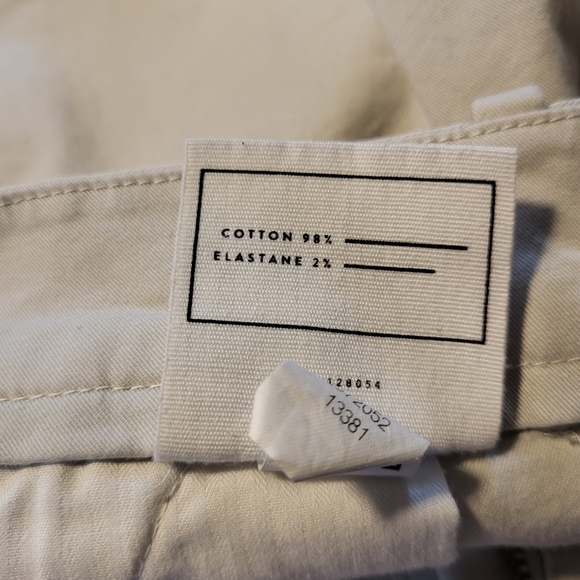 COTTON 98%
ELASTANE 2%
128054
13381